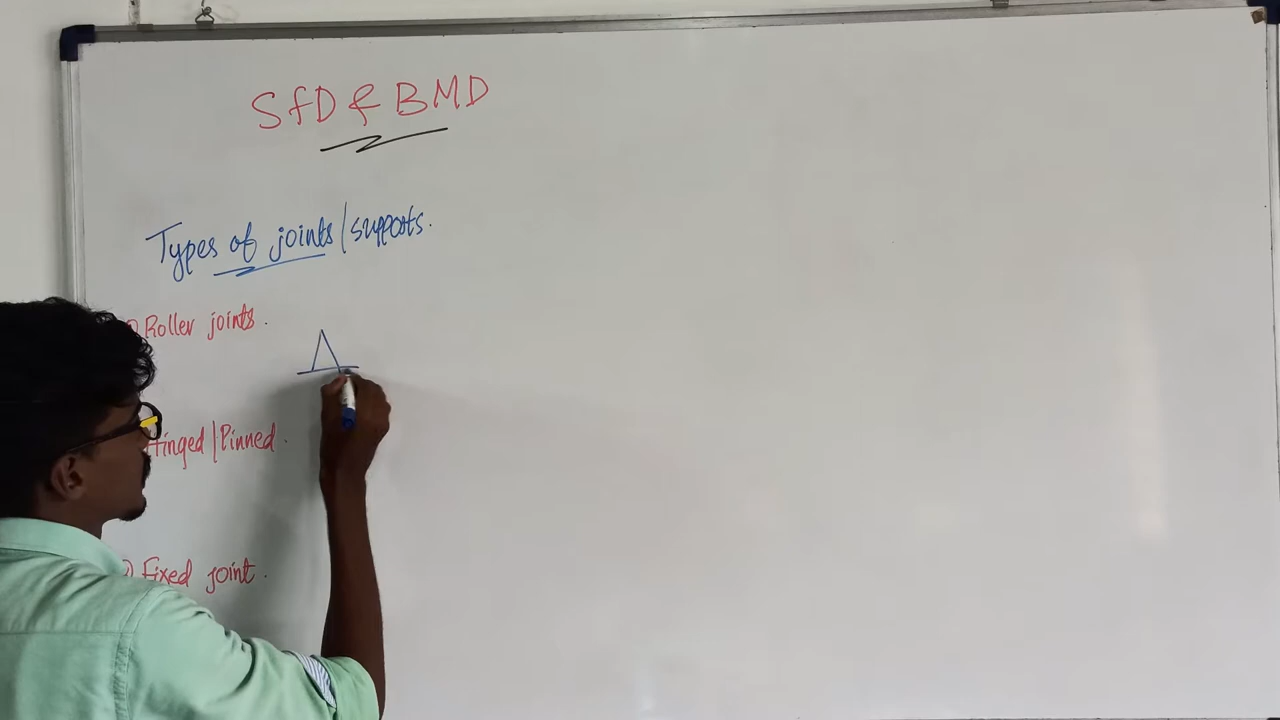 SFD & BMD
Types of joints/supports.
Roller joints.
Hinged/Pinned.
Fixed joint.